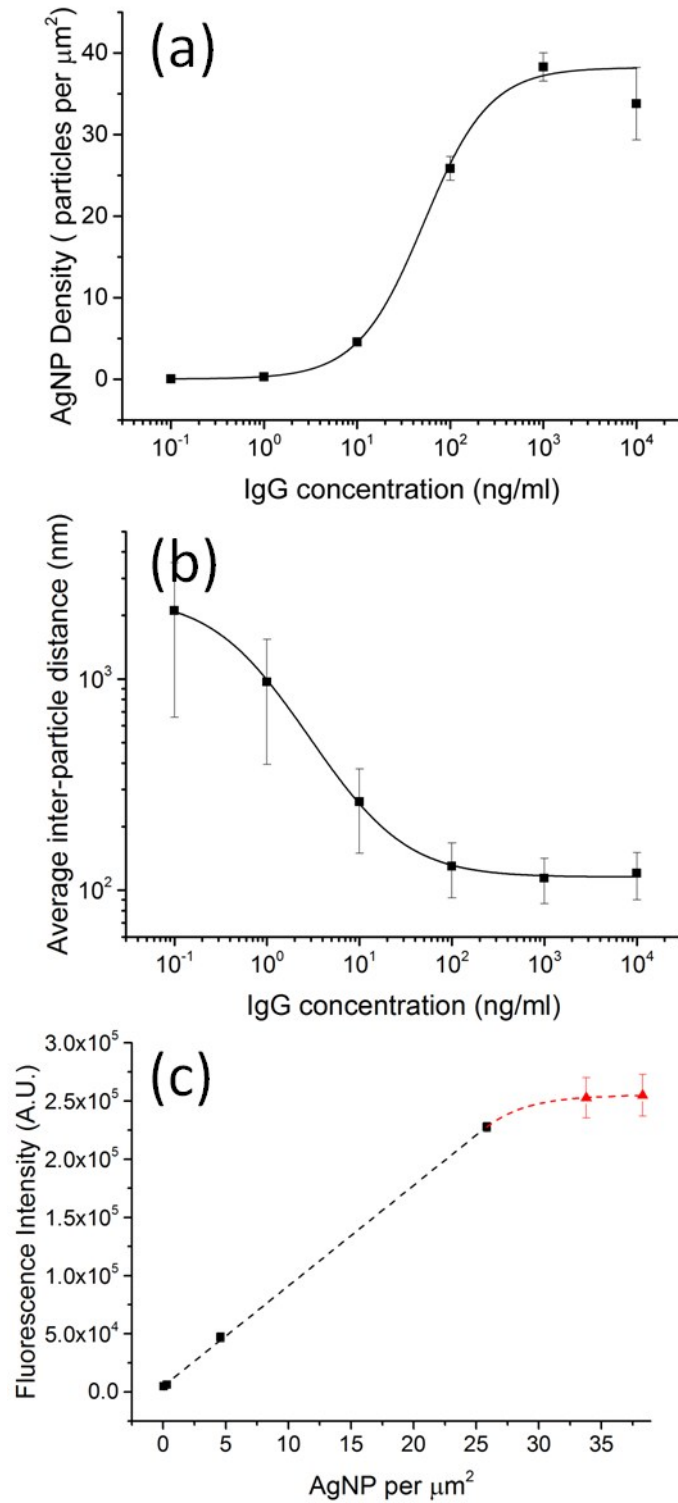 (a)
AgNP Density ( particles per μm²)
40
30
20
10
0
10⁻¹ 10⁰ 10¹ 10² 10³ 10⁴
IgG concentration (ng/ml)
(b)
Average inter-particle distance (nm)
10³
10²
10⁻¹ 10⁰ 10¹ 10² 10³ 10⁴
IgG concentration (ng/ml)
(c)
Fluorescence Intensity (A.U.)
3.0x10⁵
2.5x10⁵
2.0x10⁵
1.5x10⁵
1.0x10⁵
5.0x10⁴
0.0
0 5 10 15 20 25 30 35
AgNP per μm²